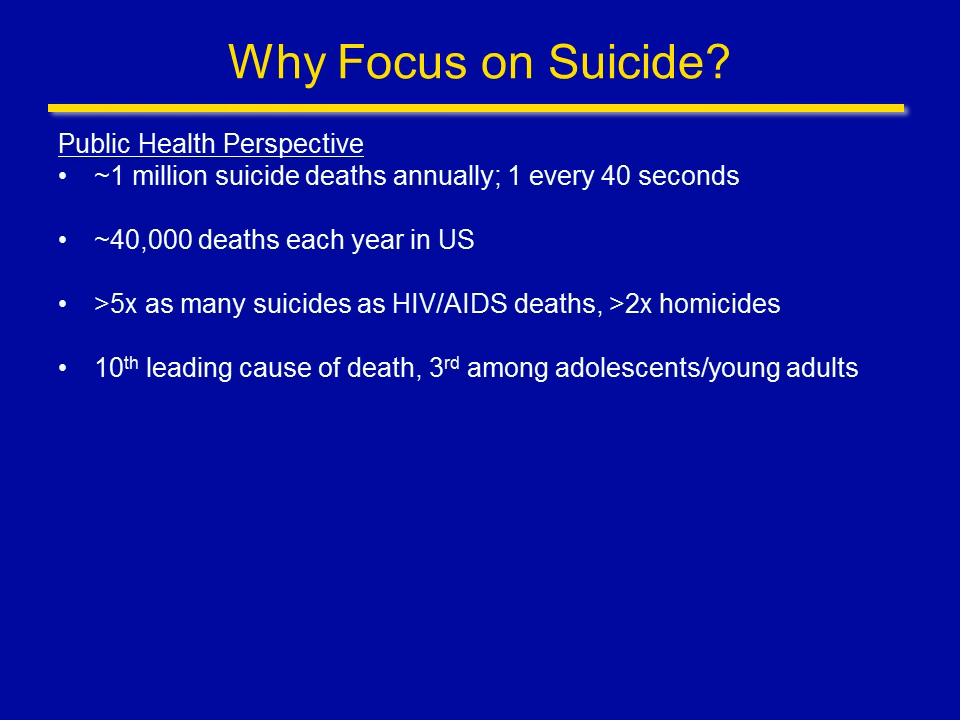 Why Focus on Suicide?
Public Health Perspective
• ~1 million suicide deaths annually; 1 every 40 seconds
• ~40,000 deaths each year in US
• >5x as many suicides as HIV/AIDS deaths, >2x homicides
• 10th leading cause of death, 3rd among adolescents/young adults